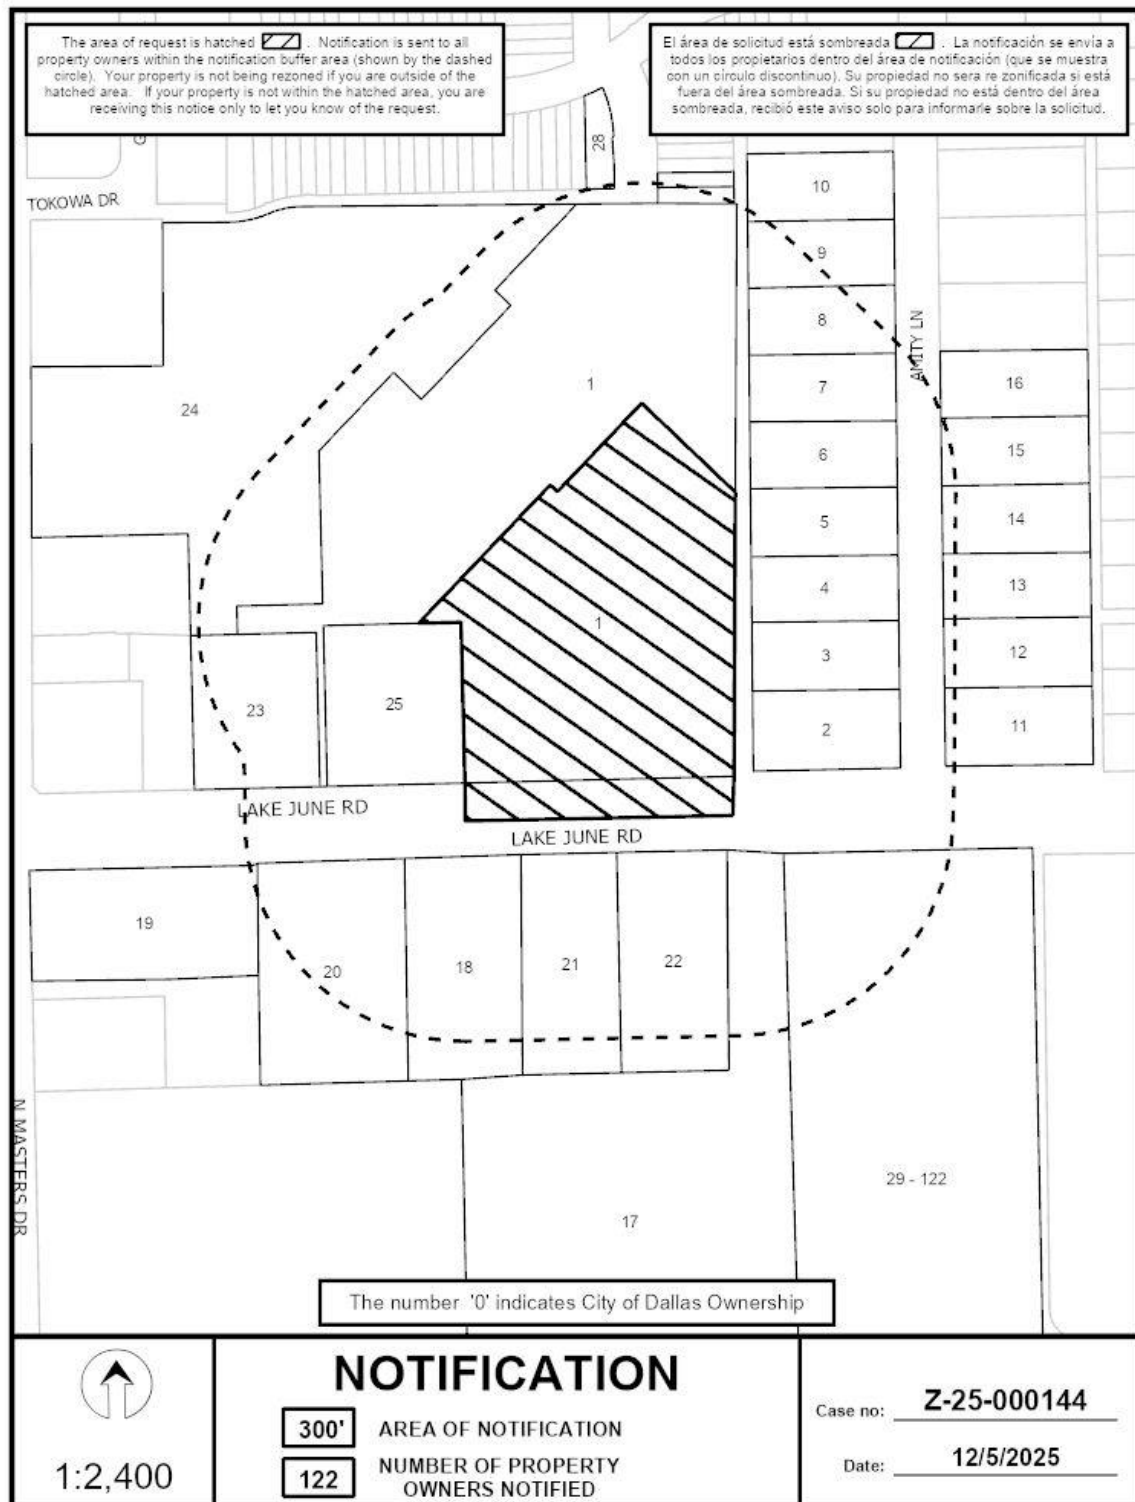 The area of request is hatched . Notification is sent to all
property owners within the notification buffer area (shown by the dashed
circle). Your property is not being rezoned if you are outside of the
hatched area. If your property is not within the hatched area, you are
receiving this notice only to let you know of the request.
El área de solicitud está sombreada . La notificación se envía a
todos los propietarios dentro del área de notificación (que se muestra
con un círculo discontinuo). Su propiedad no sera re zonificada si está
fuera del área sombreada. Si su propiedad no está dentro del área
sombreada, recibió este aviso solo para informarle sobre la solicitud.
28
10
TOKOWA DR
9
8
AMITY LN
7
16
1
24
6
15
5
14
4
13
1
3
12
25
23
2
11
LAKE JUNE RD
LAKE JUNE RD
19
20
18
21
22
N MASTERS DR
29 - 122
17
The number '0' indicates City of Dallas Ownership
1:2,400
NOTIFICATION
300' AREA OF NOTIFICATION
122 NUMBER OF PROPERTY
OWNERS NOTIFIED
Case no: Z-25-000144
Date: 12/5/2025